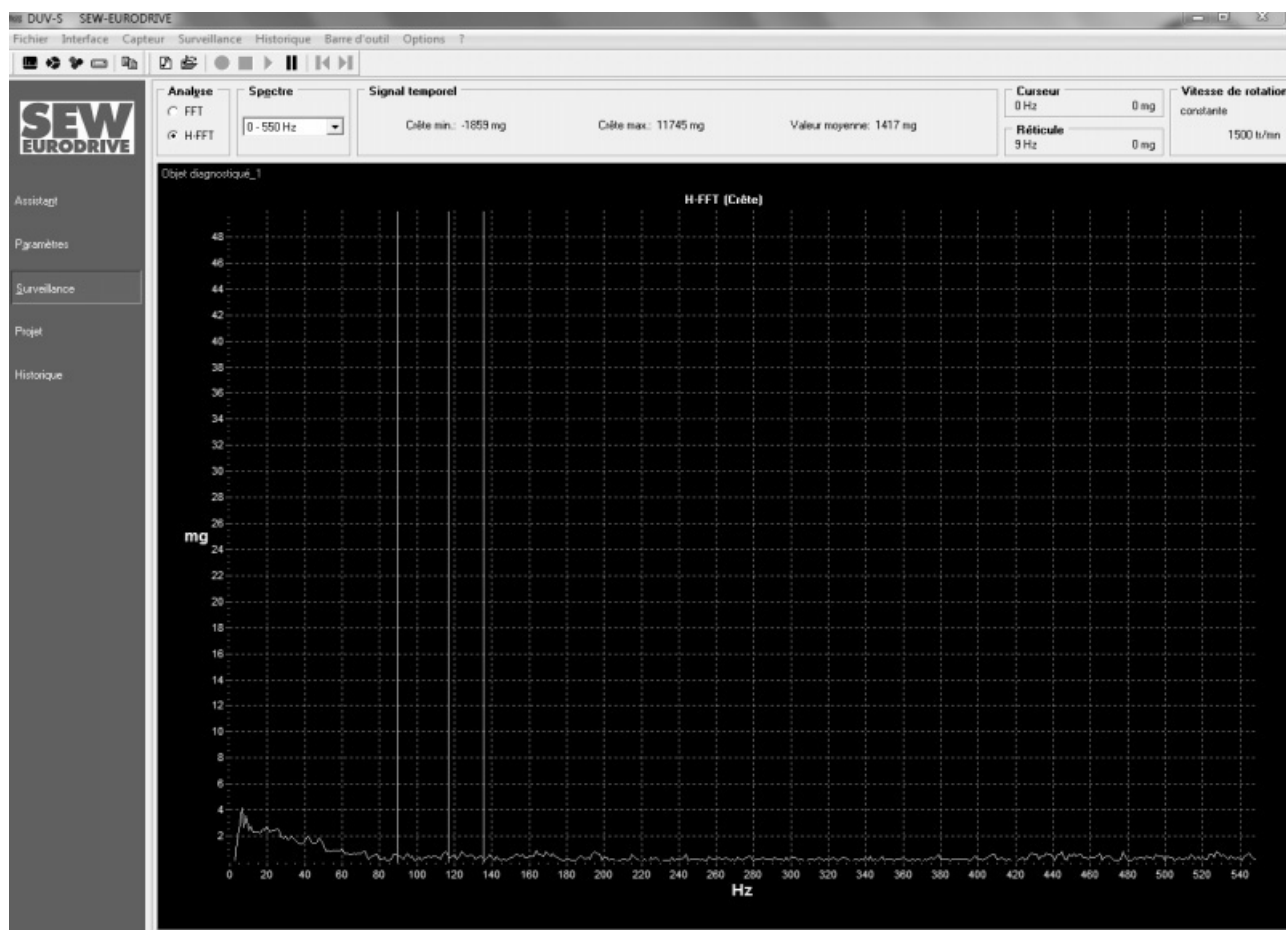 DUV-S SEW-EURODRIVE
Fichier Interface Capteur Surveillance Historique Barre d'outil Options ?
SEW
EURODRIVE
Assistant
Paramètres
Surveillance
Projet
Historique
Analyse
FFT
H-FFT
Spectre
0 - 550 Hz
Signal temporel
Crête min.: -1859 mg Crête max.: 11745 mg Valeur moyenne: 1417 mg
Curseur
0 Hz 0 mg
Réticule
9 Hz 0 mg
Vitesse de rotation
constante
1500 tr/mn
Objet diagnostiqué_1
H-FFT (Crête)
48
46
44
42
40
38
36
34
32
30
28
26
mg
24
22
20
18
16
14
12
10
8
6
4
2
0 20 40 60 80 100 120 140 160 180 200 220 240 260 280 300 320 340 360 380 400 420 440 460 480 500 520 540
Hz